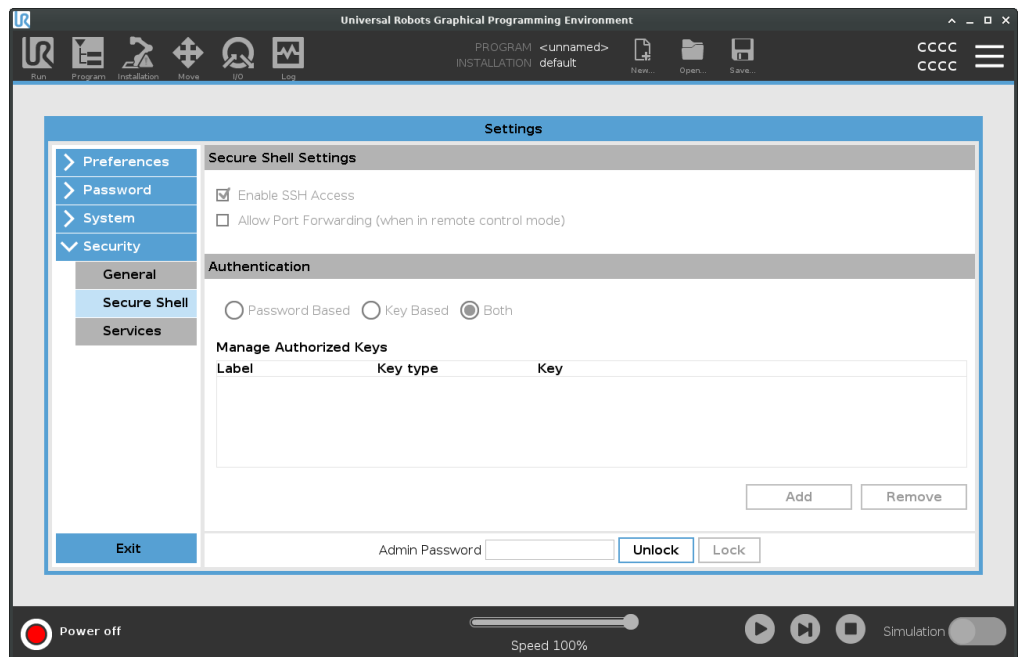 UR
Universal Robots Graphical Programming Environment
UR
Run
Program
Installation
Move
I/O
Log
PROGRAM <unnamed>
INSTALLATION default
New...
Open...
Save...
CCCC
CCCC
Settings
Preferences
Password
System
Security
General
Secure Shell
Services
Exit
Secure Shell Settings
Enable SSH Access
Allow Port Forwarding (when in remote control mode)
Authentication
Password Based Key Based Both
Manage Authorized Keys
Label Key type Key
Add Remove
Admin Password Unlock Lock
Power off
Speed 100%
Simulation